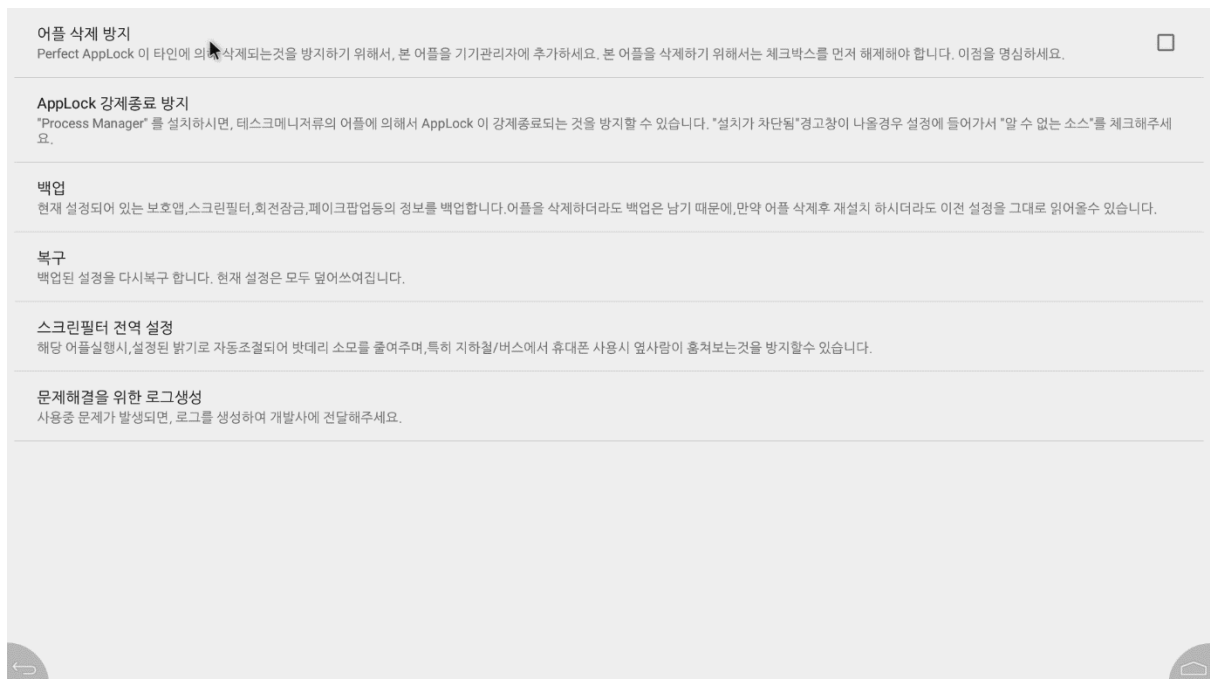 어플 삭제 방지
Perfect AppLock 이 타인에 의해 삭제되는것을 방지하기 위해서, 본 어플을 기기관리자에 추가하세요. 본 어플을 삭제하기 위해서는 체크박스를 먼저 해제해야 합니다. 이점을 명심하세요.
AppLock 강제종료 방지
"Process Manager" 를 설치하시면, 테스크메니저류의 어플에 의해서 AppLock 이 강제종료되는 것을 방지할 수 있습니다. "설치가 차단됨"경고창이 나올경우 설정에 들어가서 "알 수 없는 소스"를 체크해주세
요.
백업
현재 설정되어 있는 보호앱,스크린필터,회전잠금,페이크팝업등의 정보를 백업합니다.어플을 삭제하더라도 백업은 남기 때문에,만약 어플 삭제후 재설치 하시더라도 이전 설정을 그대로 읽어올수 있습니다.
복구
백업된 설정을 다시복구 합니다. 현재 설정은 모두 덮어쓰여집니다.
스크린필터 전역 설정
해당 어플실행시,설정된 밝기로 자동조절되어 밧데리 소모를 줄여주며,특히 지하철/버스에서 휴대폰 사용시 옆사람이 훔쳐보는것을 방지할수 있습니다.
문제해결을 위한 로그생성
사용중 문제가 발생되면, 로그를 생성하여 개발사에 전달해주세요.